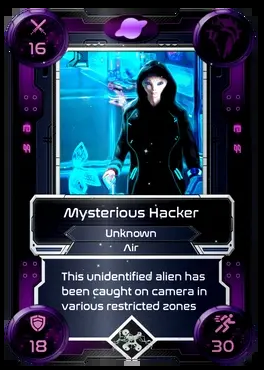 16
Mysterious Hacker
Unknown
Air
This unidentified alien has
been caught on camera in
various restricted zones
18
30